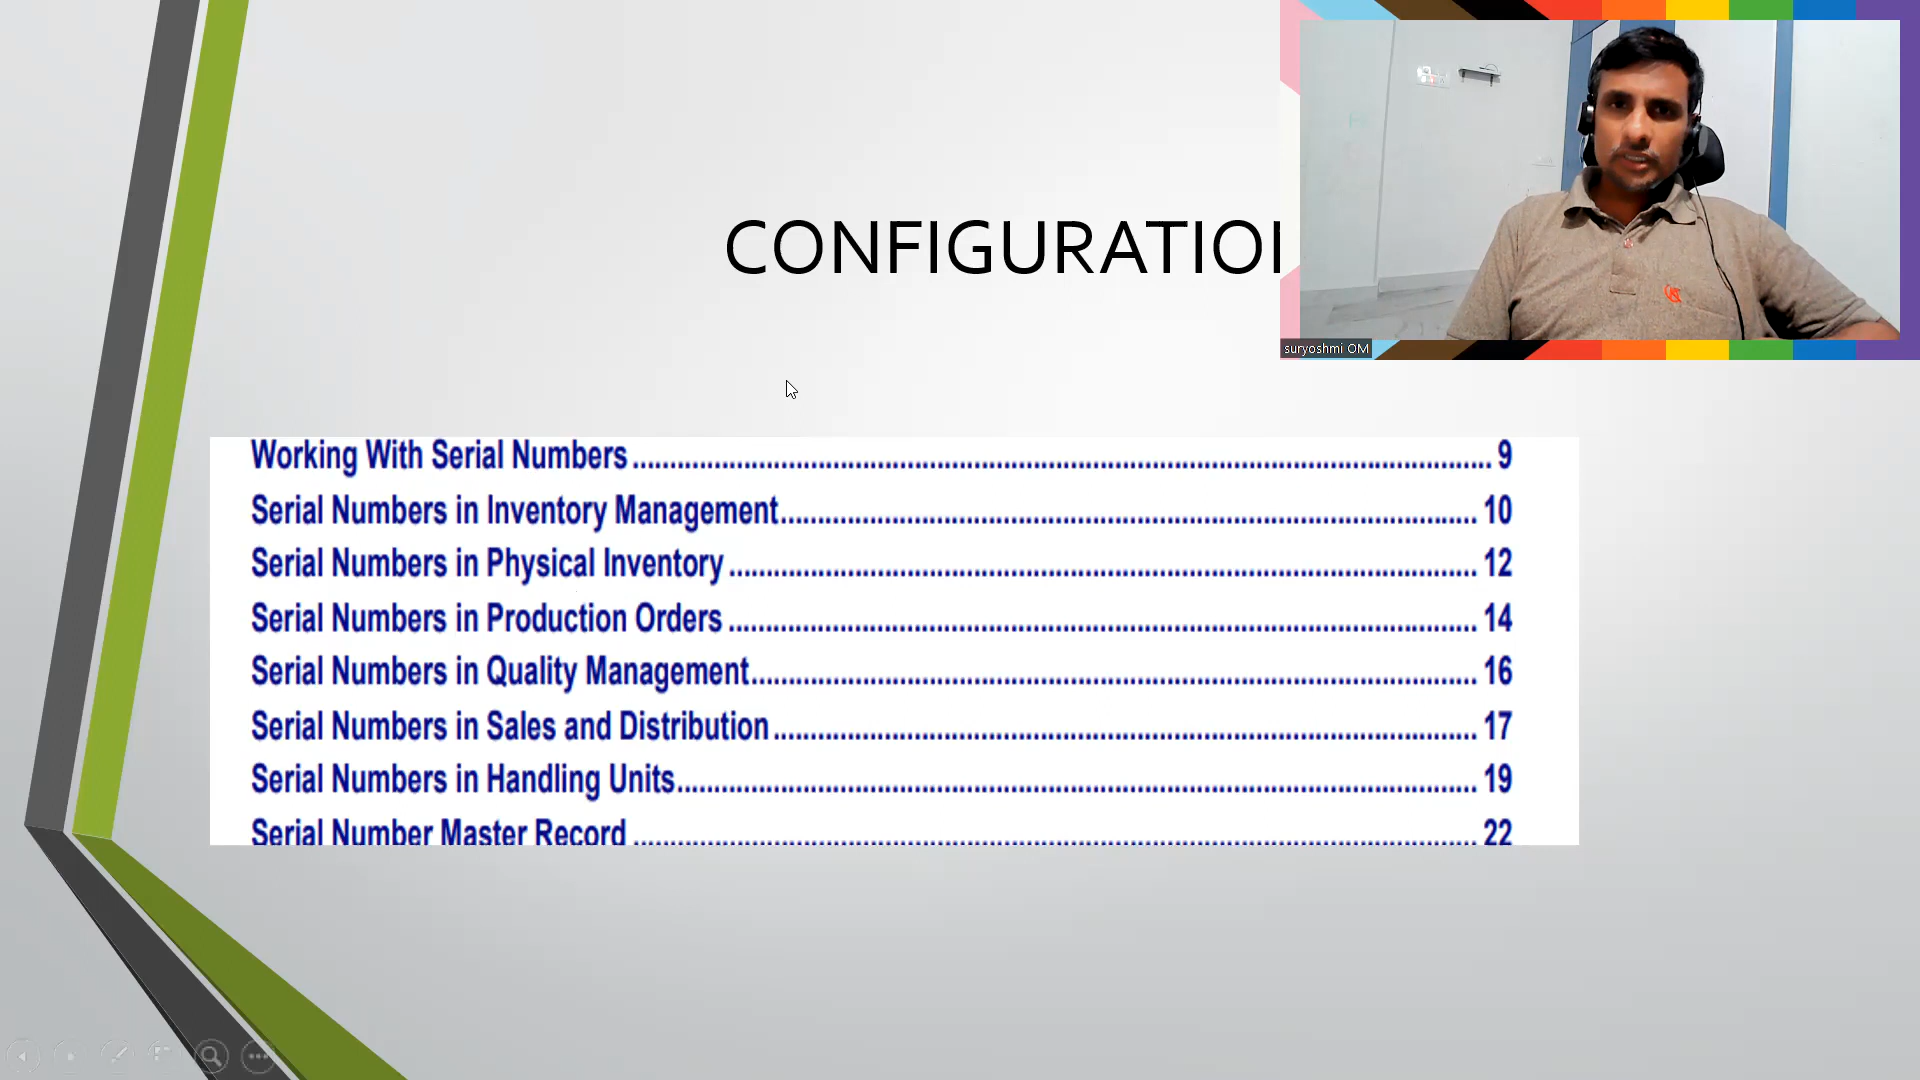 CONFIGURATION
suryoshmi OM
Working With Serial Numbers 9
Serial Numbers in Inventory Management 10
Serial Numbers in Physical Inventory 12
Serial Numbers in Production Orders 14
Serial Numbers in Quality Management 16
Serial Numbers in Sales and Distribution 17
Serial Numbers in Handling Units 19
Serial Number Master Record 22